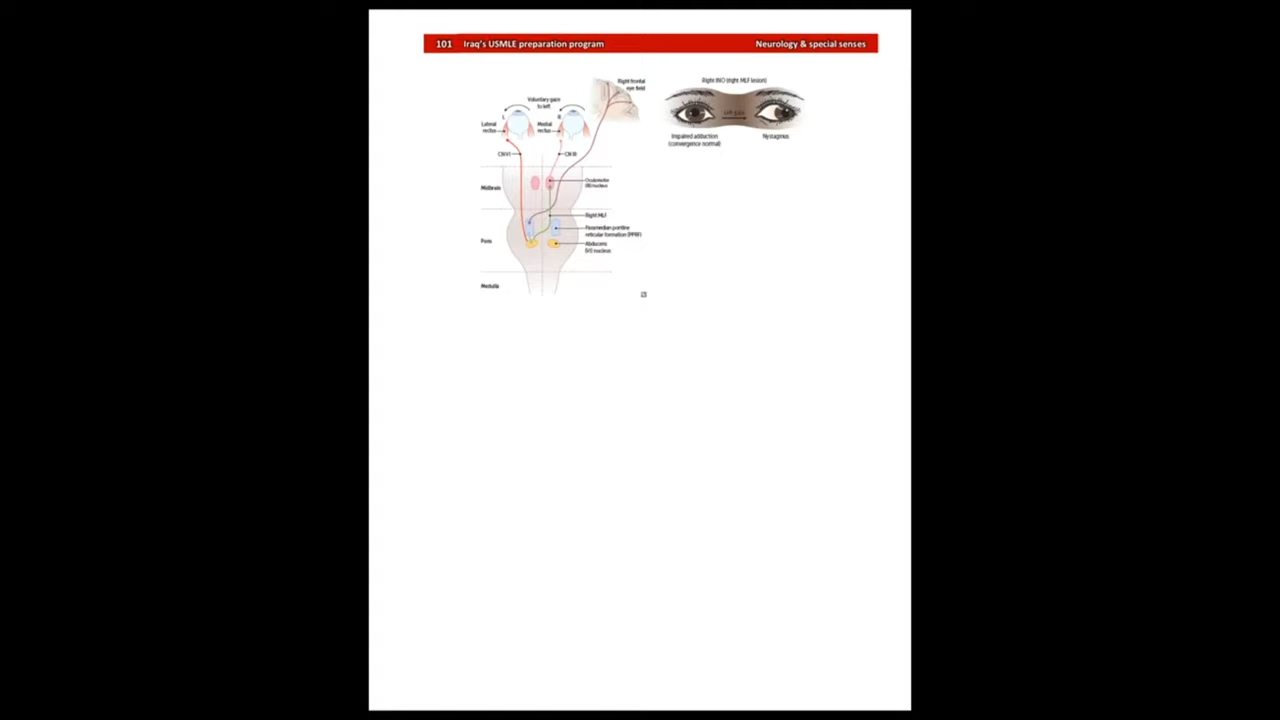 101 Iraq's USMLE preparation program
Neurology & special senses
Right frontal
eye field
Voluntary gaze
to left
L
R
Lateral
rectus
Medial
rectus
CN VI
CN III
Midbrain
Oculomotor
(III) nucleus
Right MLF
Pons
Paramedian pontine
reticular formation (PPRF)
Abducens
(VI) nucleus
Medulla
Right INO (right MLF lesion)
Left gaze
Impaired adduction
(convergence normal)
Nystagmus